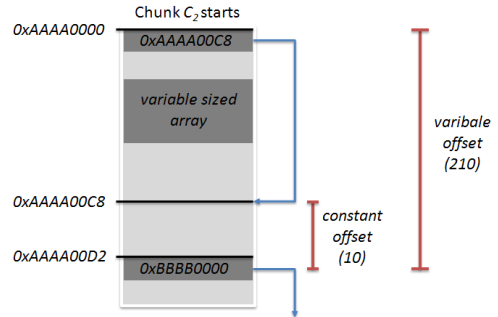 Chunk C2 starts
0xAAAA0000
0xAAAA00C8
variable sized
array
varibale
offset
(210)
0xAAAA00C8
constant
offset
(10)
0xAAAA00D2
0xBBBB0000